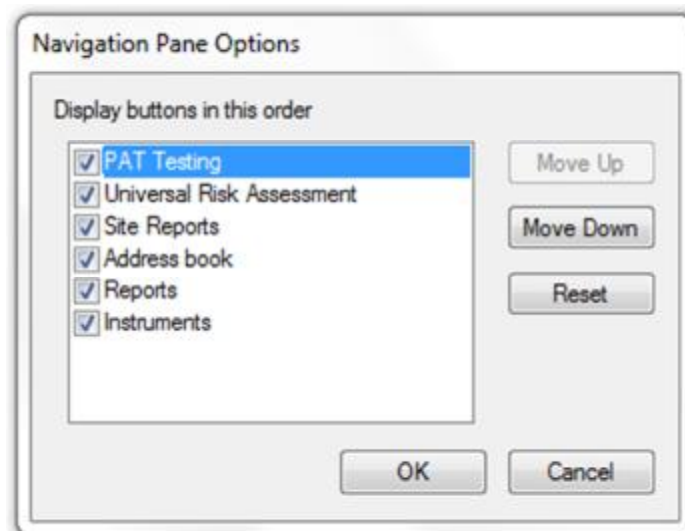 Navigation Pane Options
Display buttons in this order
PAT Testing
Universal Risk Assessment
Site Reports
Address book
Reports
Instruments
Move Up
Move Down
Reset
OK
Cancel